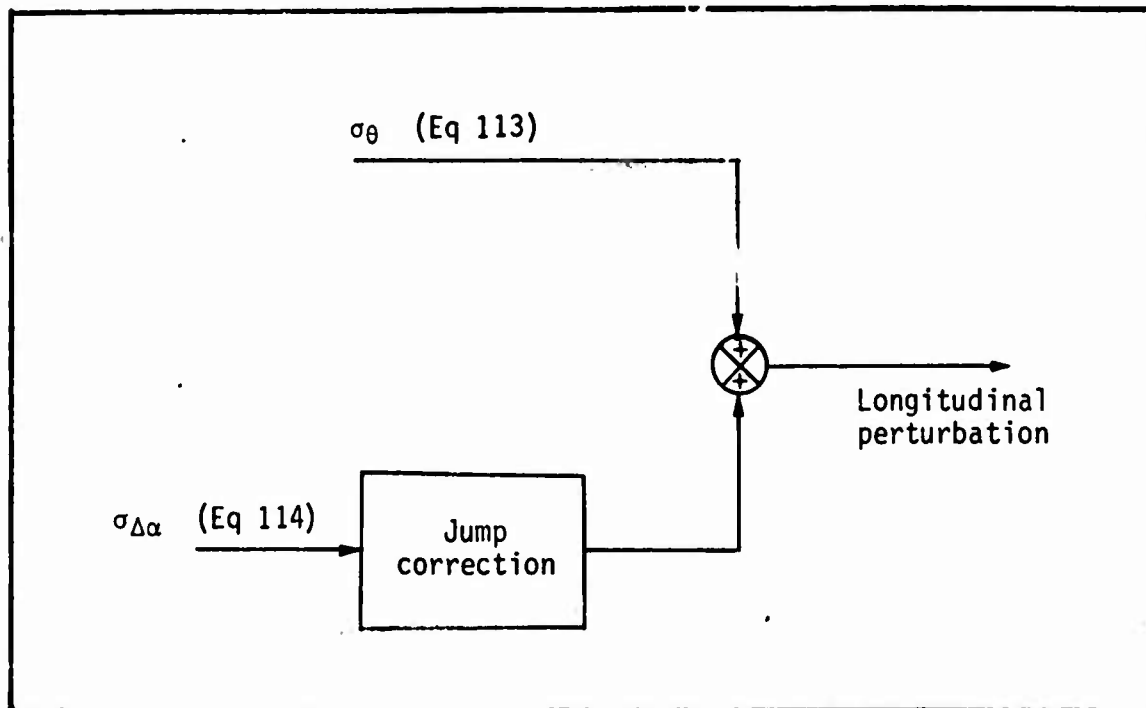 σθ (Eq 113)
+
+
Longitudinal
perturbation
σΔα (Eq 114)
Jump
correction